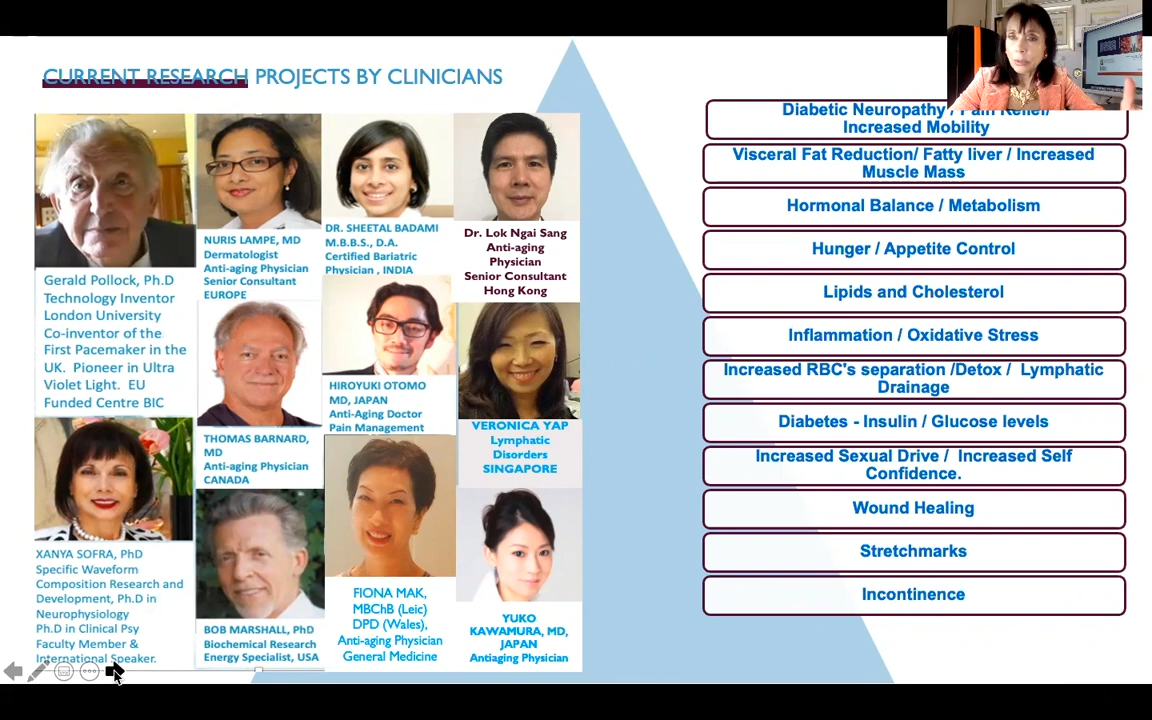 CURRENT RESEARCH PROJECTS BY CLINICIANS
Gerald Pollock, Ph.D
Technology Inventor
London University
Co-inventor of the
First Pacemaker in the
UK. Pioneer in Ultra
Violet Light. EU
Funded Centre BIC
NURIS LAMPE, MD
Dermatologist
Anti-aging Physician
Senior Consultant
EUROPE
DR. SHEETAL BADAMI
M.B.B.S., D.A.
Certified Bariatric
Physician , INDIA
Dr. Lok Ngai Sang
Anti-aging
Physician
Senior Consultant
Hong Kong
THOMAS BARNARD,
MD
Anti-aging Physician
CANADA
HIROYUKI OTOMO
MD, JAPAN
Anti-Aging Doctor
Pain Management
VERONICA YAP
Lymphatic
Disorders
SINGAPORE
XANYA SOFRA, PhD
Specific Waveform
Composition Research and
Development, Ph.D in
Neurophysiology
Ph.D in Clinical Psy
Faculty Member &
International Speaker.
BOB MARSHALL, PhD
Biochemical Research
Energy Specialist, USA
FIONA MAK,
MBChB (Leic)
DPD (Wales),
Anti-aging Physician
General Medicine
YUKO
KAWAMURA, MD,
JAPAN
Antiaging Physician
Diabetic Neuropathy / Pain Relief/
Increased Mobility
Visceral Fat Reduction/ Fatty liver / Increased
Muscle Mass
Hormonal Balance / Metabolism
Hunger / Appetite Control
Lipids and Cholesterol
Inflammation / Oxidative Stress
Increased RBC's separation /Detox / Lymphatic
Drainage
Diabetes - Insulin / Glucose levels
Increased Sexual Drive / Increased Self
Confidence.
Wound Healing
Stretchmarks
Incontinence